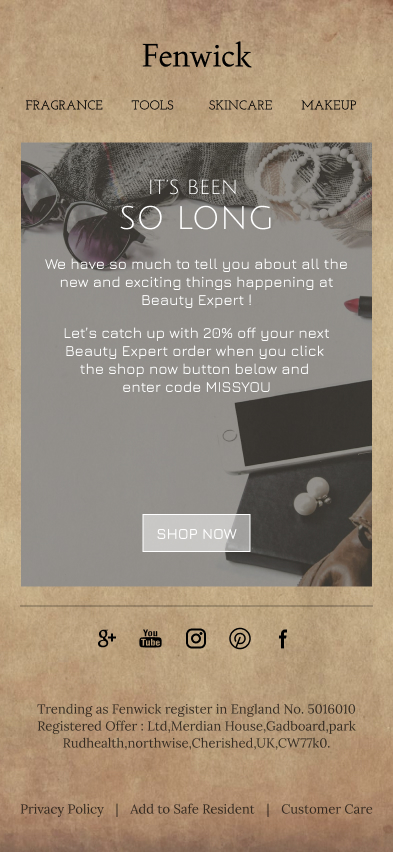 Fenwick
FRAGRANCE TOOLS SKINCARE MAKEUP
IT'S BEEN
SO LONG
We have so much to tell you about all the
new and exciting things happening at
Beauty Expert !
Let's catch up with 20% off your next
Beauty Expert order when you click
the shop now button below and
enter code MISSYOU
SHOP NOW
g+ You Tube f
Trending as Fenwick register in England No. 5016010
Registered Offer : Ltd,Merdian House,Gadboard,park
Rudhealth,northwise,Cherished,UK,CW77k0.
Privacy Policy | Add to Safe Resident | Customer Care